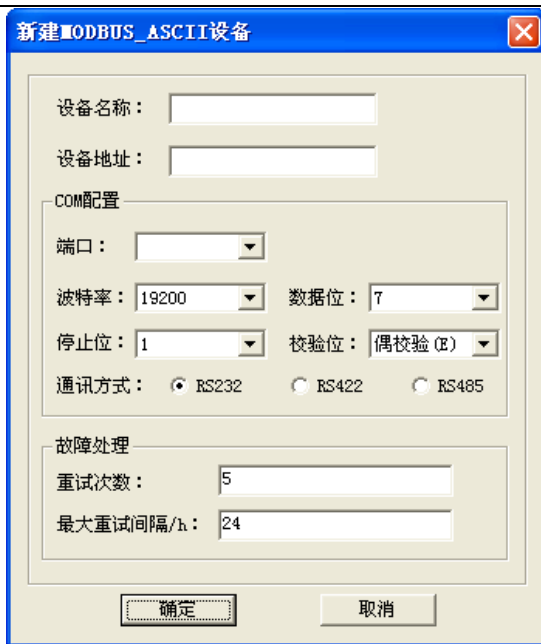 新建MODBUS_ASCII设备
设备名称：
设备地址：
COM配置
端口：
波特率： 19200 数据位： 7
停止位： 1 校验位： 偶校验(E)
通讯方式： RS232 RS422 RS485
故障处理
重试次数： 5
最大重试间隔/h： 24
确定 取消